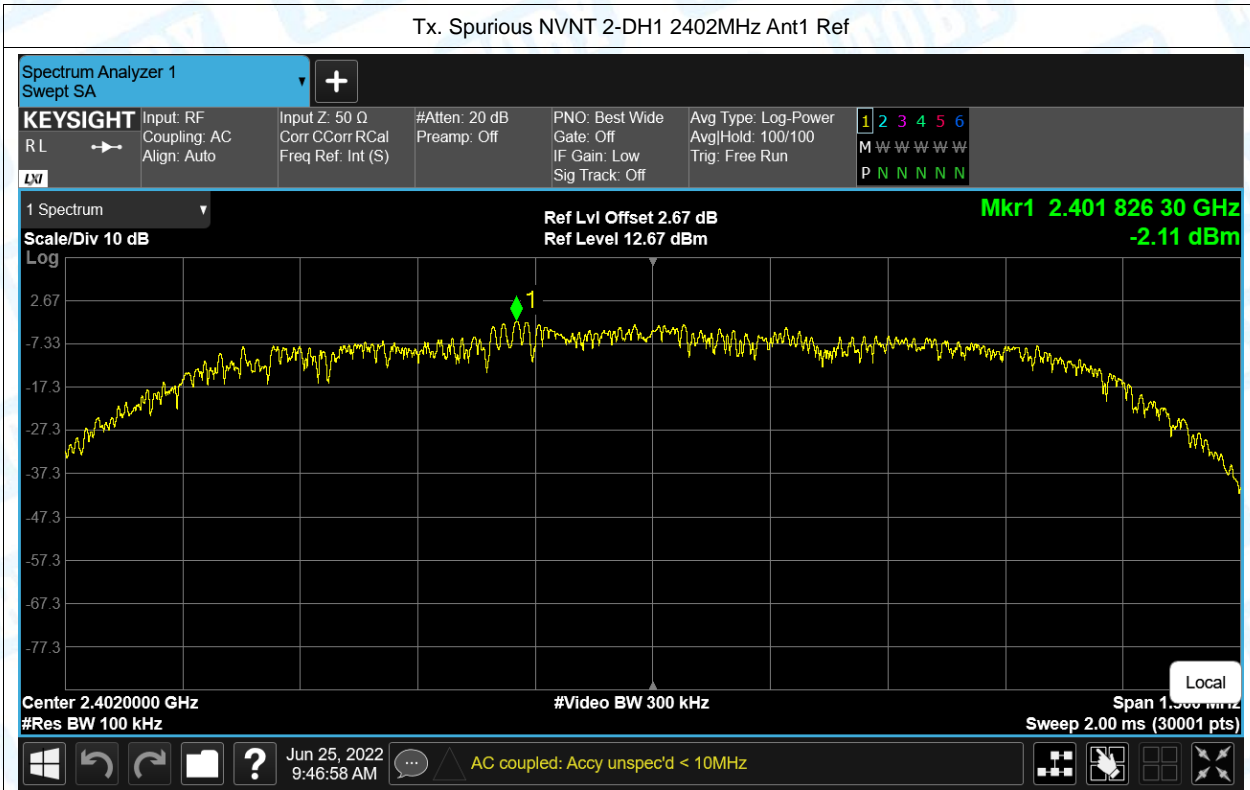 Tx. Spurious NVNT 2-DH1 2402MHz Ant1 Ref
Spectrum Analyzer 1
Swept SA
KEYSIGHT
RL
LXI
Input: RF
Coupling: AC
Align: Auto
Input Z: 50 Ω
Corr CCorr RCal
Freq Ref: Int (S)
#Atten: 20 dB
Preamp: Off
PNO: Best Wide
Gate: Off
IF Gain: Low
Sig Track: Off
Avg Type: Log-Power
Avg|Hold: 100/100
Trig: Free Run
1 2 3 4 5 6
M W W W W W
P N N N N N
1 Spectrum
Scale/Div 10 dB
Ref Lvl Offset 2.67 dB
Ref Level 12.67 dBm
Mkr1 2.401 826 30 GHz
-2.11 dBm
Log
1
2.67
-7.33
-17.3
-27.3
-37.3
-47.3
-57.3
-67.3
-77.3
Local
Center 2.4020000 GHz
#Video BW 300 kHz
Span 1.500 MHz
#Res BW 100 kHz
Sweep 2.00 ms (30001 pts)
?
Jun 25, 2022
9:46:58 AM
AC coupled: Accy unspec'd < 10MHz